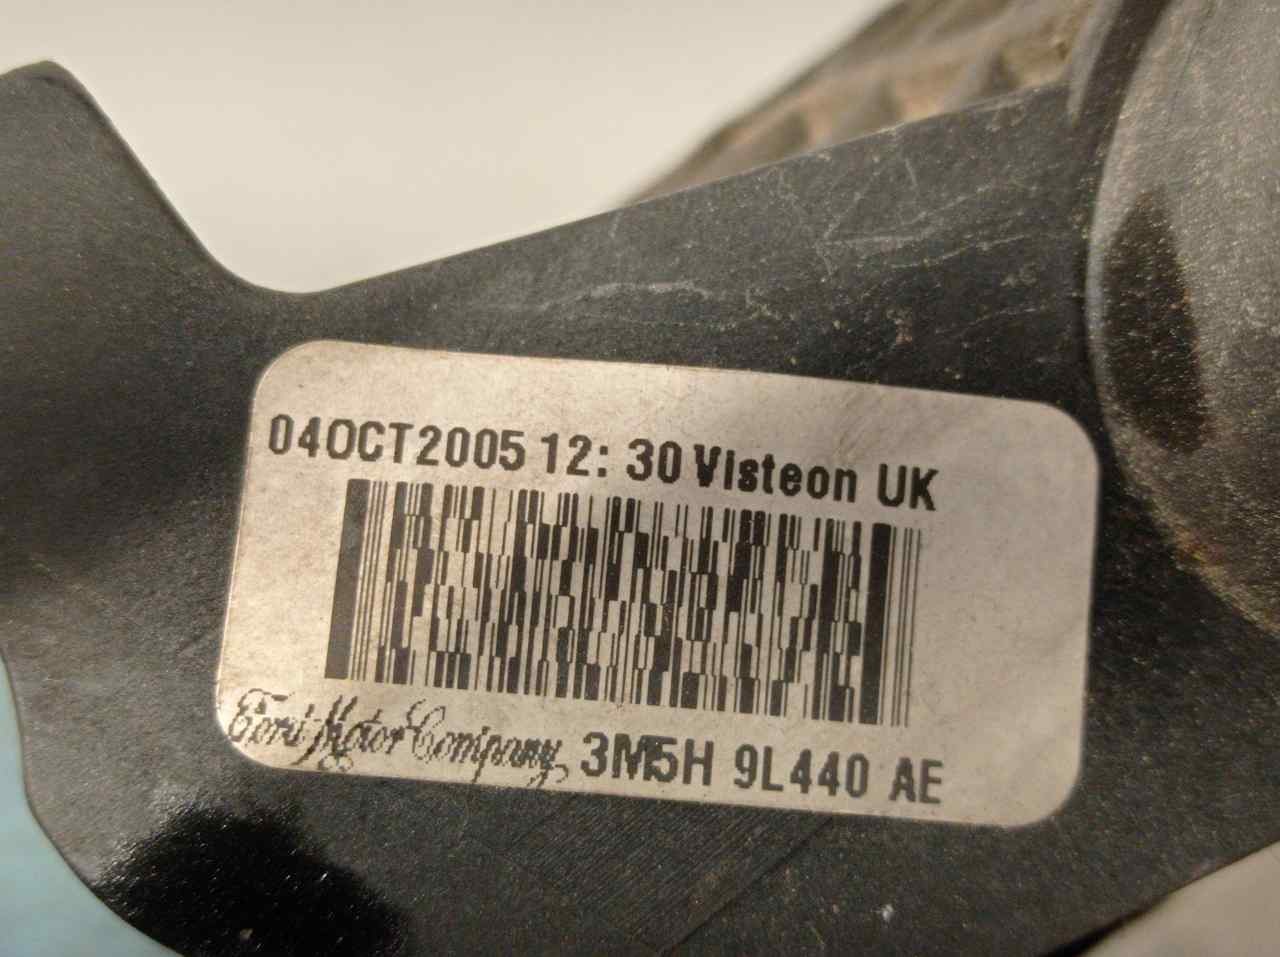 04OCT2005 12: 30 Visteon UK
Ford Motor Company 3M5H 9L440 AE